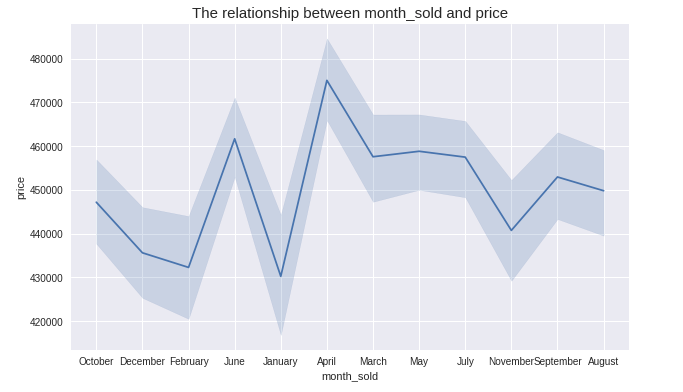 The relationship between month_sold and price
480000
470000
460000
450000
440000
430000
420000
price
October December February June January April March May July November September August
month_sold